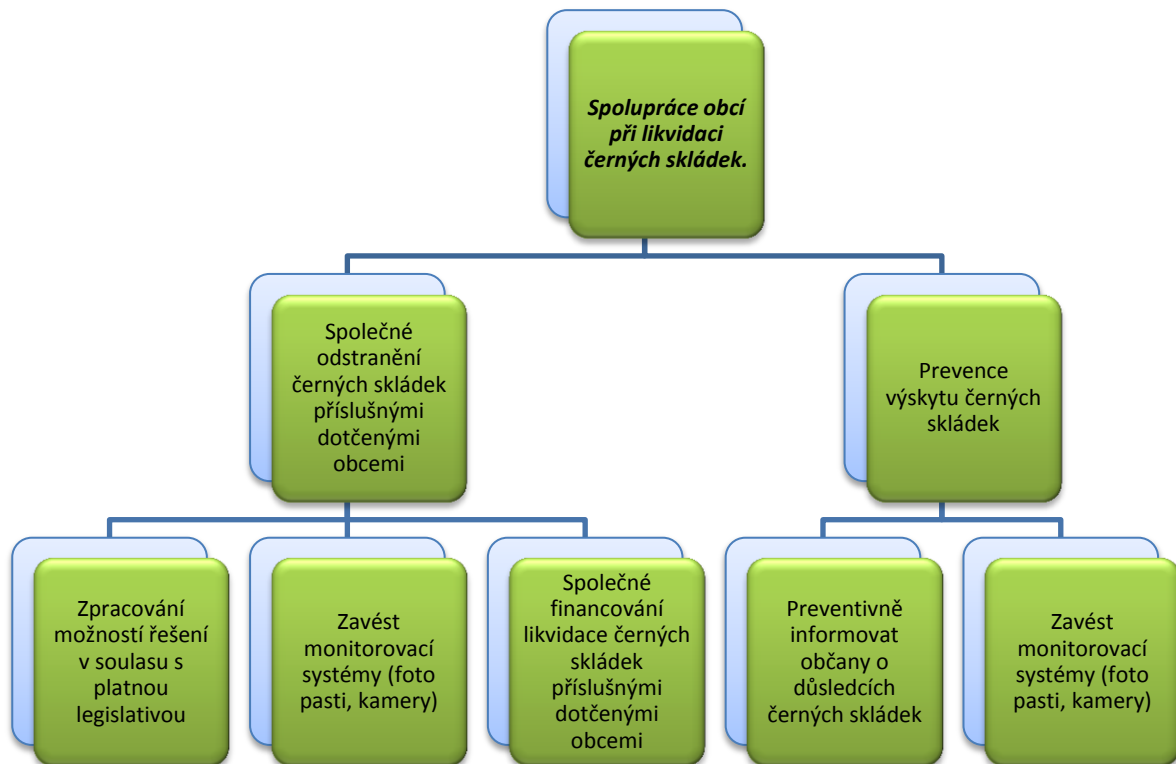 Spolupráce obcí
při likvidaci
černých skládek.
Společné
odstranění
černých skládek
příslušnými
dotčenými
obcemi
Prevence
výskytu černých
skládek
Zpracování
možností řešení
v soulasu s
platnou
legislativou
Zavést
monitorovací
systémy (foto
pasti, kamery)
Společné
financování
likvidace černých
skládek
příslušnými
dotčenými
obcemi
Preventivně
informovat
občany o
důsledcích
černých skládek
Zavést
monitorovací
systémy (foto
pasti, kamery)